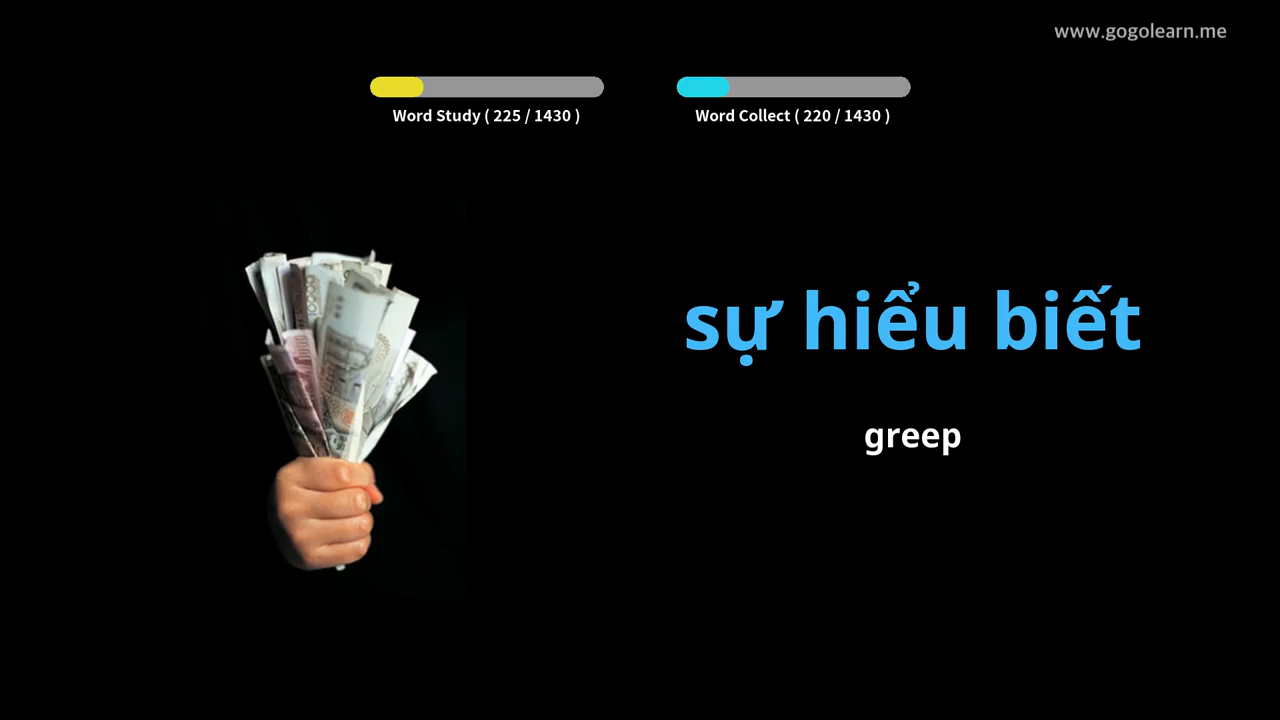 www.gogolearn.me
Word Study ( 225 / 1430 )
Word Collect ( 220 / 1430 )
sự hiểu biết
greep